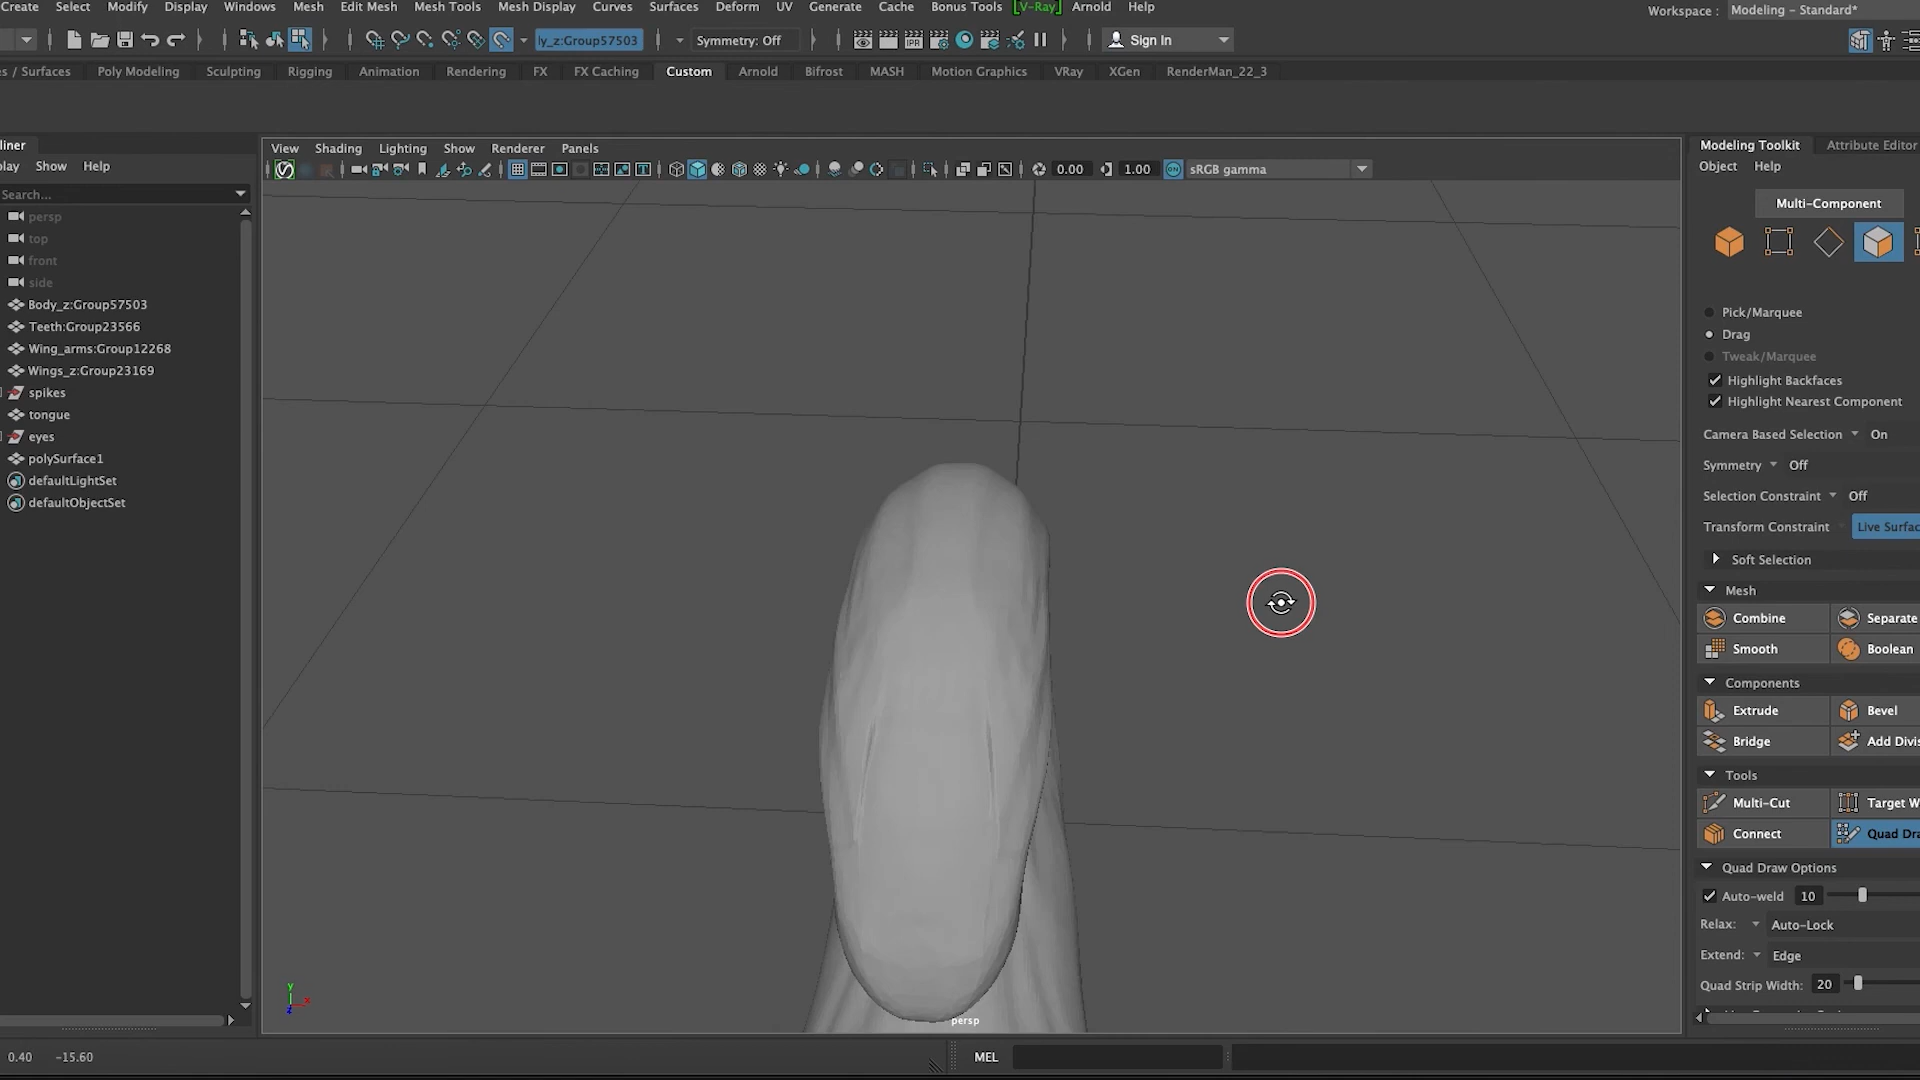 Create Select Modify Display Windows Mesh Edit Mesh Mesh Tools Mesh Display Curves Surfaces Deform UV Generate Cache Bonus Tools [V-Ray] Arnold Help
Workspace : Modeling - Standard*
ly_z:Group57503 Symmetry: Off IPR Sign In
s / Surfaces Poly Modeling Sculpting Rigging Animation Rendering FX FX Caching Custom Arnold Bifrost MASH Motion Graphics VRay XGen RenderMan_22_3
liner
play Show Help
Search...
persp
top
front
side
Body_z:Group57503
Teeth:Group23566
Wing_arms:Group12268
Wings_z:Group23169
spikes
tongue
eyes
polySurface1
defaultLightSet
defaultObjectSet
View Shading Lighting Show Renderer Panels
0.00 1.00 ON sRGB gamma
y
x
z
persp
Modeling Toolkit Attribute Editor
Object Help
Multi-Component
Pick/Marquee
Drag
Tweak/Marquee
Highlight Backfaces
Highlight Nearest Component
Camera Based Selection On
Symmetry Off
Selection Constraint Off
Transform Constraint Live Surfac
Soft Selection
Mesh
Combine Separate
Smooth Boolean
Components
Extrude Bevel
Bridge Add Divis
Tools
Multi-Cut Target W
Connect Quad Dra
Quad Draw Options
Auto-weld 10
Relax: Auto-Lock
Extend: Edge
Quad Strip Width: 20
0.40 -15.60
MEL